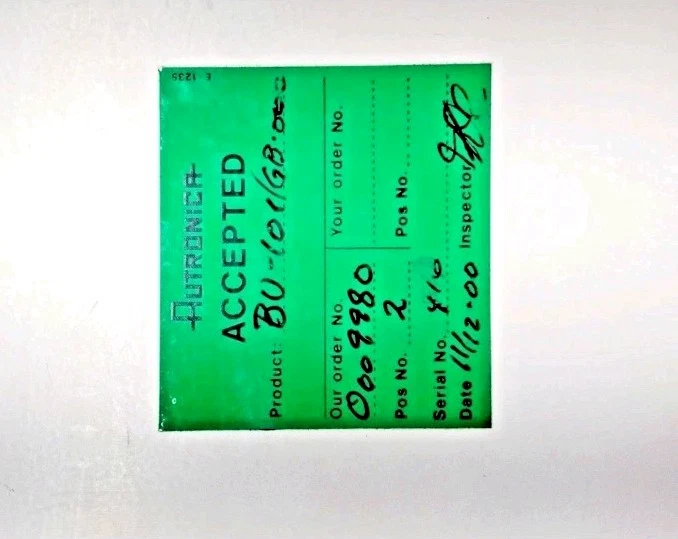 E-1235
AUTRONICA
ACCEPTED
Product: BU-101/GB.
Our order No. Your order No.
0009980
Pos No. 2 Pos No.
Serial No.
Date 11/12-00 Inspector